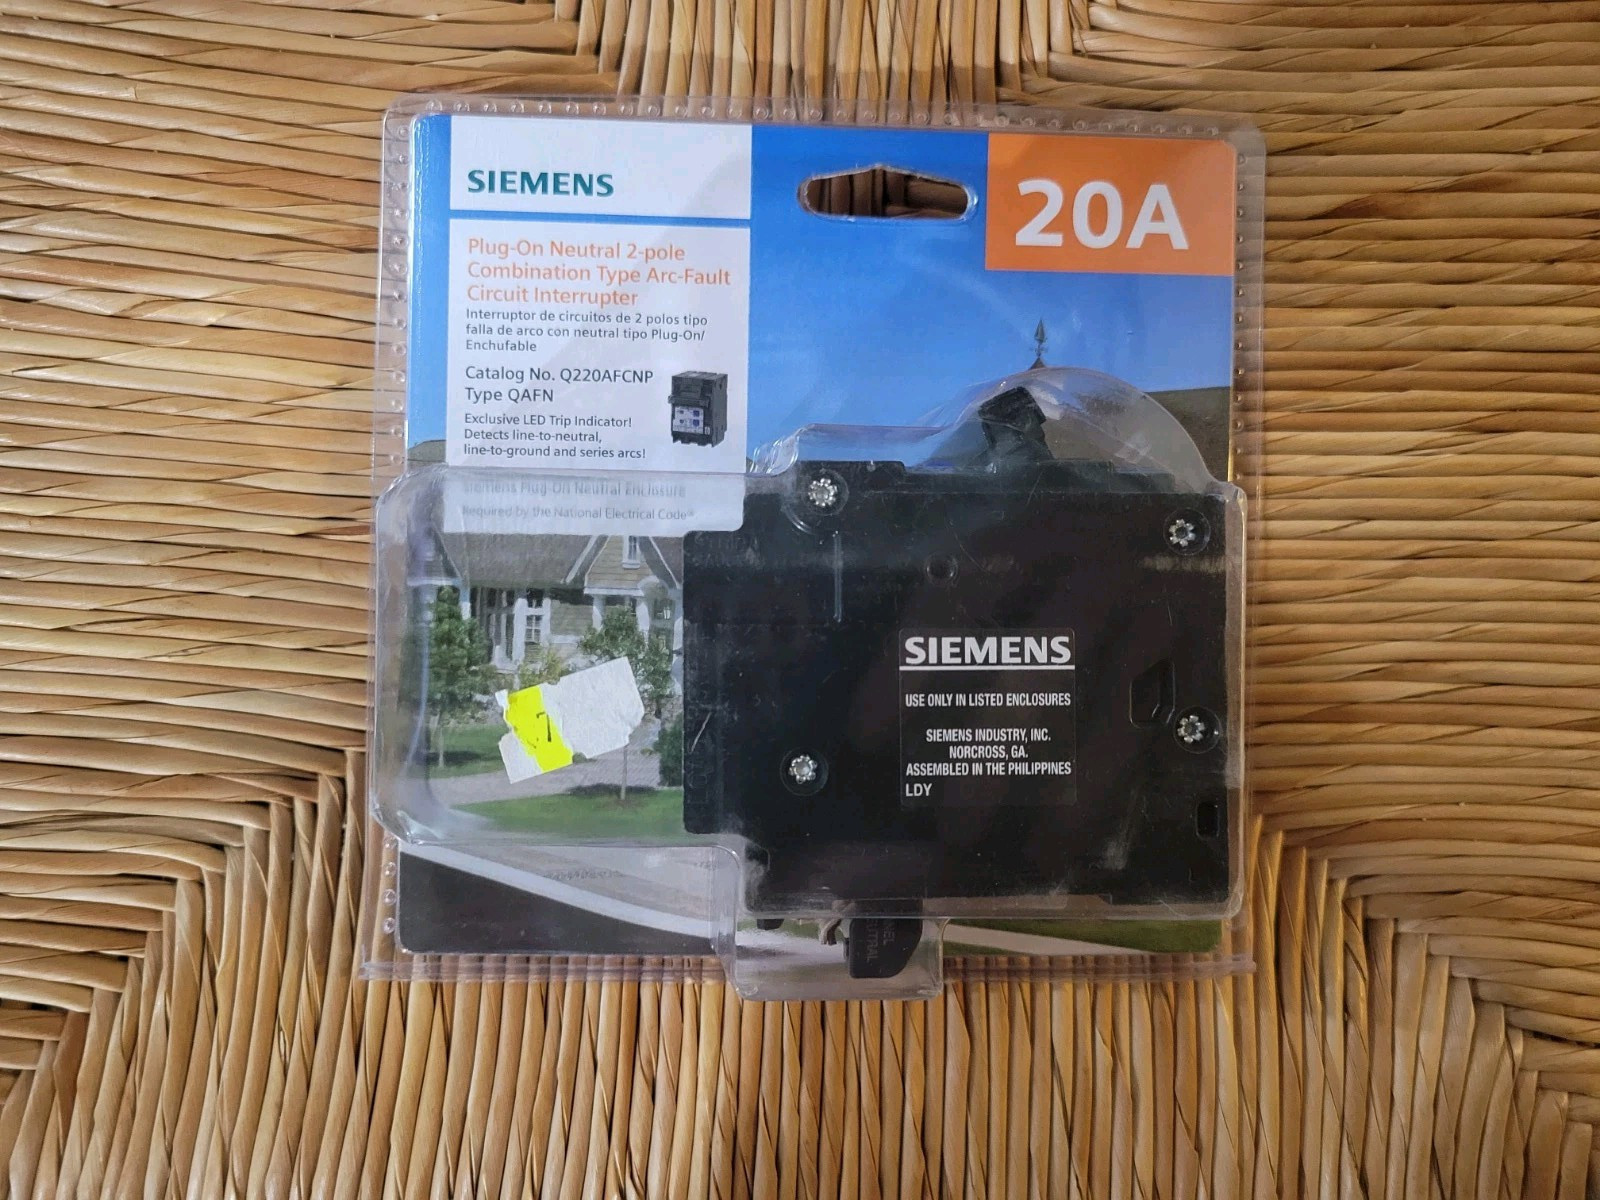 SIEMENS
20A
Plug-On Neutral 2-pole
Combination Type Arc-Fault
Circuit Interrupter
Interruptor de circuitos de 2 polos tipo
falla de arco con neutral tipo Plug-On/
Enchufable
Catalog No. Q220AFCNP
Type QAFN
Exclusive LED Trip Indicator!
Detects line-to-neutral,
line-to-ground and series arcs!
Siemens Plug-On Neutral Enclosure
Required by the National Electrical Code®
7
SIEMENS
USE ONLY IN LISTED ENCLOSURES
SIEMENS INDUSTRY, INC.
NORCROSS, GA.
ASSEMBLED IN THE PHILIPPINES
LDY